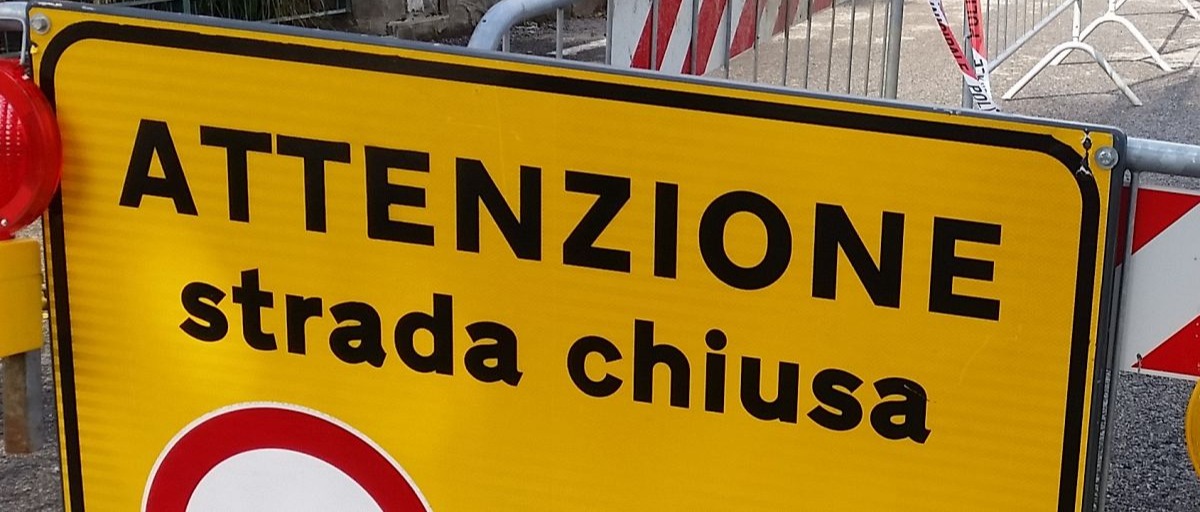 ATTENZIONE
strada chiusa